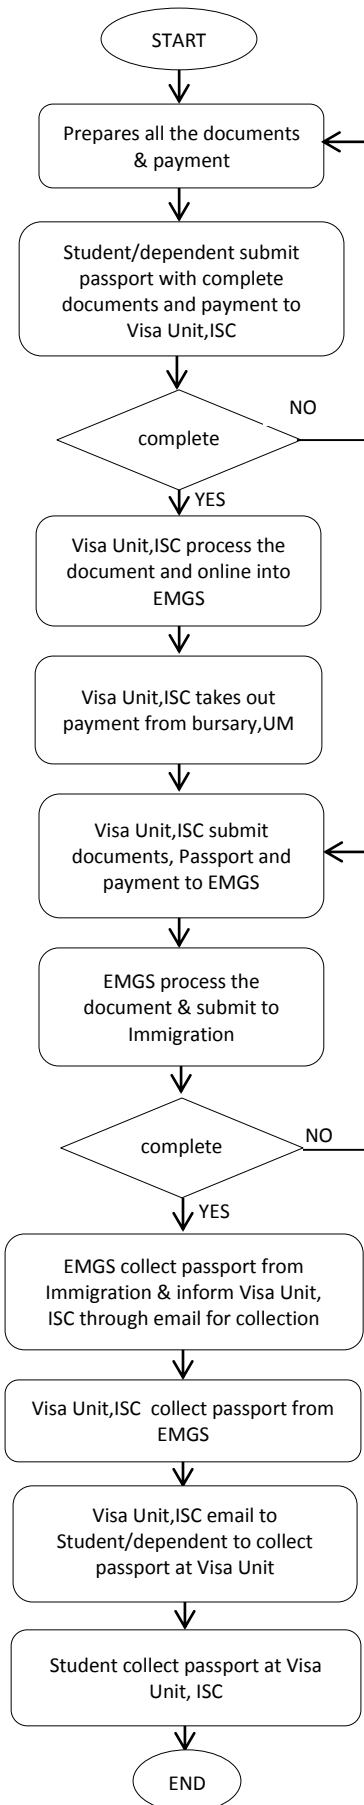 START
Prepares all the documents
& payment
Student/dependent submit
passport with complete
documents and payment to
Visa Unit,ISC
NO
complete
YES
Visa Unit,ISC process the
document and online into
EMGS
Visa Unit,ISC takes out
payment from bursary,UM
Visa Unit,ISC submit
documents, Passport and
payment to EMGS
EMGS process the
document & submit to
Immigration
complete
NO
YES
EMGS collect passport from
Immigration & inform Visa Unit,
ISC through email for collection
Visa Unit,ISC collect passport from
EMGS
Visa Unit,ISC email to
Student/dependent to collect
passport at Visa Unit
Student collect passport at Visa
Unit, ISC
END